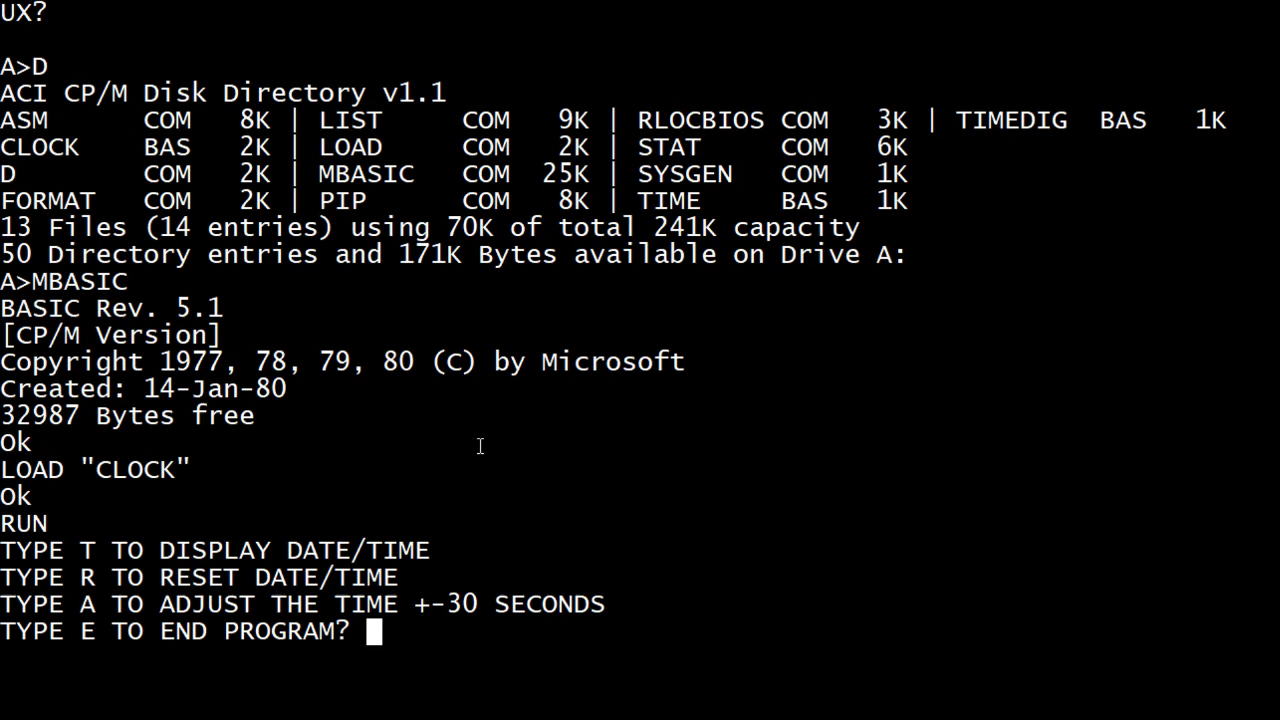 UX?
A>D
ACI CP/M Disk Directory v1.1
ASM      COM   8K | LIST     COM   9K | RLOCBIOS COM   3K | TIMEDIG  BAS   1K
CLOCK    BAS   2K | LOAD     COM   2K | STAT     COM   6K
D        COM   2K | MBASIC   COM  25K | SYSGEN   COM   1K
FORMAT   COM   2K | PIP      COM   8K | TIME     BAS   1K
13 Files (14 entries) using 70K of total 241K capacity
50 Directory entries and 171K Bytes available on Drive A:
A>MBASIC
BASIC Rev. 5.1
[CP/M Version]
Copyright 1977, 78, 79, 80 (C) by Microsoft
Created: 14-Jan-80
32987 Bytes free
Ok
LOAD "CLOCK"
Ok
RUN
TYPE T TO DISPLAY DATE/TIME
TYPE R TO RESET DATE/TIME
TYPE A TO ADJUST THE TIME +-30 SECONDS
TYPE E TO END PROGRAM?